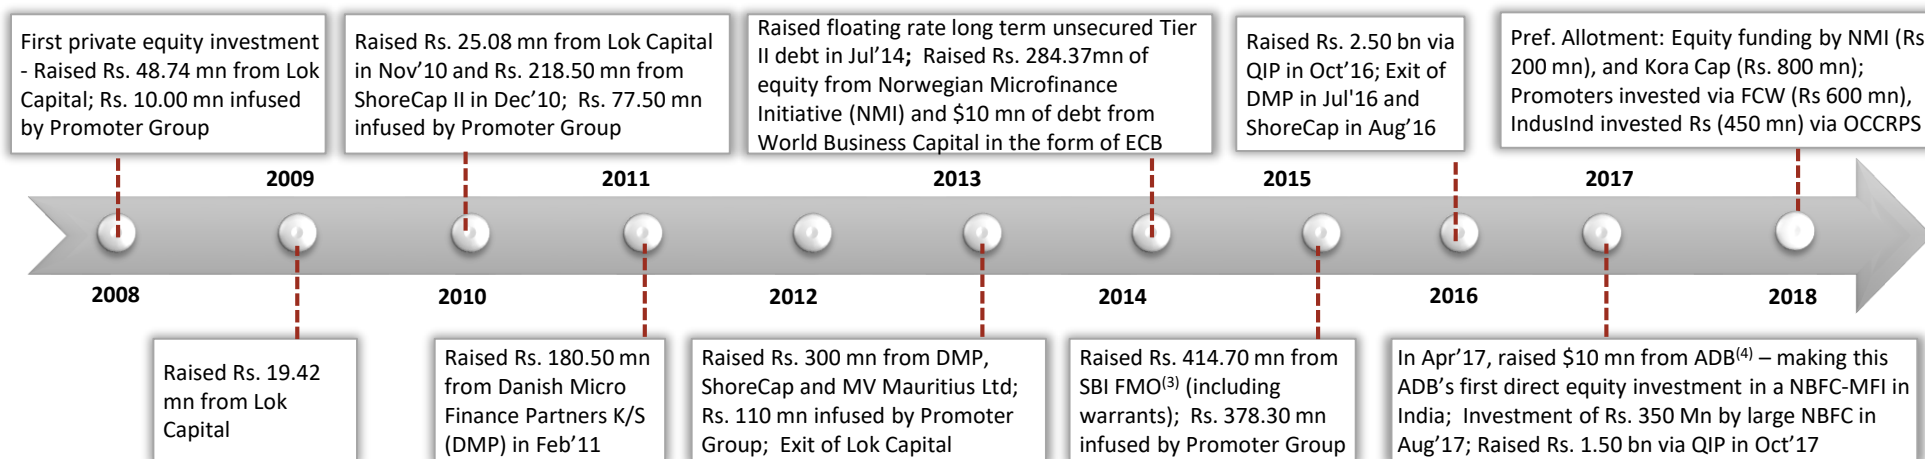 First private equity investment
- Raised Rs. 48.74 mn from Lok
Capital; Rs. 10.00 mn infused
by Promoter Group
Raised Rs. 25.08 mn from Lok Capital
in Nov’10 and Rs. 218.50 mn from
ShoreCap II in Dec’10; Rs. 77.50 mn
infused by Promoter Group
Raised floating rate long term unsecured Tier
II debt in Jul’14; Raised Rs. 284.37mn of
equity from Norwegian Microfinance
Initiative (NMI) and $10 mn of debt from
World Business Capital in the form of ECB
Raised Rs. 2.50 bn via
QIP in Oct’16; Exit of
DMP in Jul'16 and
ShoreCap in Aug’16
Pref. Allotment: Equity funding by NMI (Rs
200 mn), and Kora Cap (Rs. 800 mn);
Promoters invested via FCW (Rs 600 mn),
IndusInd invested Rs (450 mn) via OCCRPS
2009
2011
2013
2015
2017
2008
2010
2012
2014
2016
2018
Raised Rs. 19.42
mn from Lok
Capital
Raised Rs. 180.50 mn
from Danish Micro
Finance Partners K/S
(DMP) in Feb’11
Raised Rs. 300 mn from DMP,
ShoreCap and MV Mauritius Ltd;
Rs. 110 mn infused by Promoter
Group; Exit of Lok Capital
Raised Rs. 414.70 mn from
SBI FMO(3) (including
warrants); Rs. 378.30 mn
infused by Promoter Group
In Apr’17, raised $10 mn from ADB(4) – making this
ADB’s first direct equity investment in a NBFC-MFI in
India; Investment of Rs. 350 Mn by large NBFC in
Aug’17; Raised Rs. 1.50 bn via QIP in Oct’17